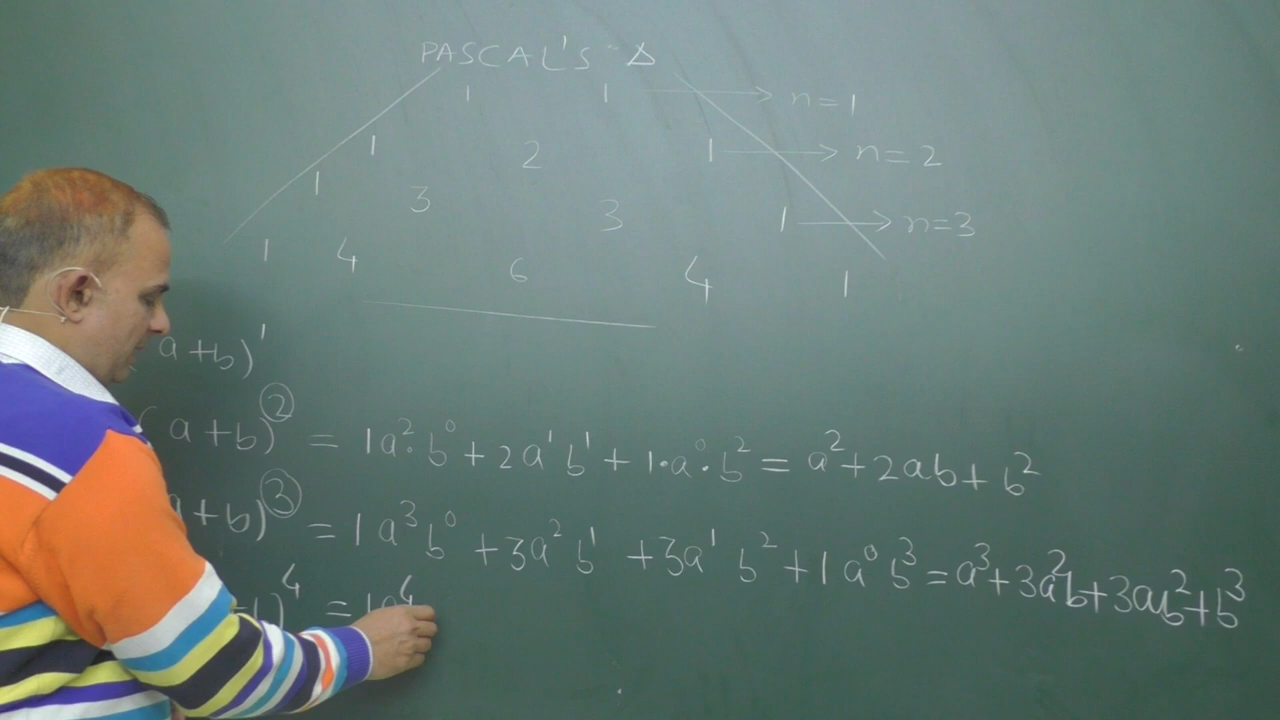 PASCAL'S Δ
1 1 → n=1
1 2 1 → n=2
1 3 3 1 → n=3
1 4 6 4 1
a+b)¹
(a+b)② = 1a²·b⁰+2a¹b¹+1·a⁰·b²=a²+2ab+b²
a+b)③ = 1a³b⁰+3a²b¹+3a¹b²+1a⁰b³=a³+3a²b+3ab²+b³
)⁴ = 1a⁴